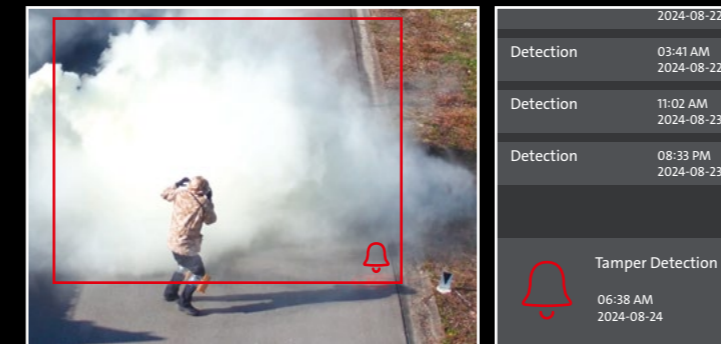 2024-08-22
Detection
03:41 AM
2024-08-22
Detection
11:02 AM
2024-08-23
Detection
08:33 PM
2024-08-23
Tamper Detection
06:38 AM
2024-08-24